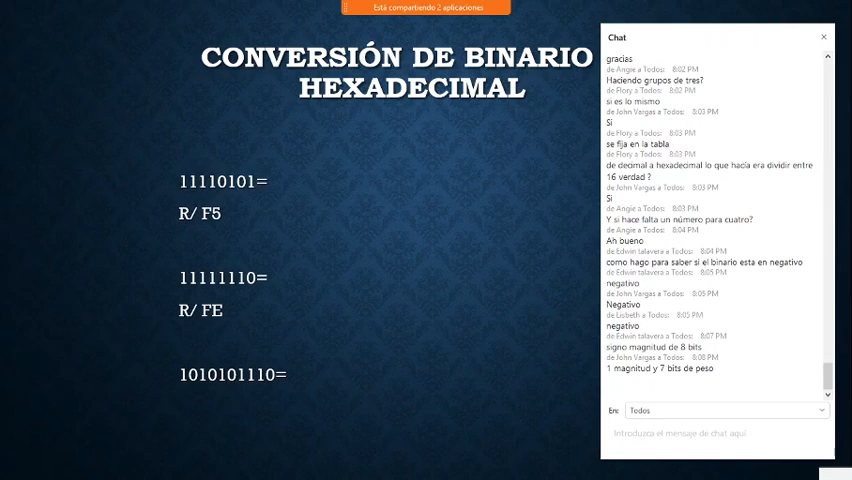 Está compartiendo 2 aplicaciones
CONVERSIÓN DE BINARIO
HEXADECIMAL
11110101=
R/ F5
11111110=
R/ FE
1010101110=
Chat
gracias
de Angie a Todos: 8:02 PM
Haciendo grupos de tres?
de Flory a Todos: 8:02 PM
si es lo mismo
de John Vargas a Todos: 8:03 PM
Si
de Flory a Todos: 8:03 PM
se fija en la tabla
de Flory a Todos: 8:03 PM
de decimal a hexadecimal lo que hacía era dividir entre
16 verdad ?
de John Vargas a Todos: 8:03 PM
Si
de Angie a Todos: 8:03 PM
Y si hace falta un número para cuatro?
de Angie a Todos: 8:04 PM
Ah bueno
de Edwin talavera a Todos: 8:04 PM
como hago para saber si el binario esta en negativo
de Edwin talavera a Todos: 8:05 PM
negativo
de John Vargas a Todos: 8:05 PM
Negativo
de Lisbeth a Todos: 8:05 PM
negativo
de Edwin talavera a Todos: 8:07 PM
signo magnitud de 8 bits
de John Vargas a Todos: 8:08 PM
1 magnitud y 7 bits de peso
En: Todos
Introduzca el mensaje de chat aquí